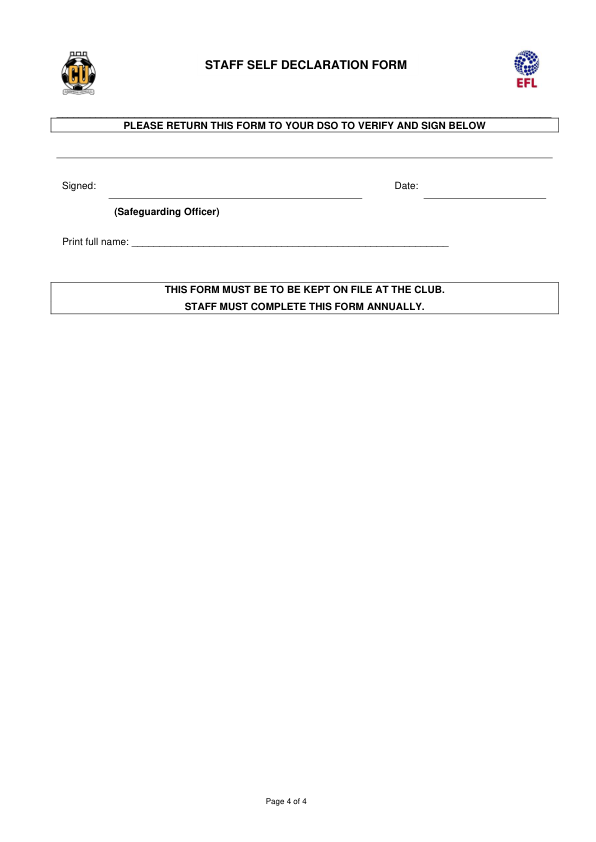 STAFF SELF DECLARATION FORM
CU
EFL
PLEASE RETURN THIS FORM TO YOUR DSO TO VERIFY AND SIGN BELOW
Signed:
Date:
(Safeguarding Officer)
Print full name:
THIS FORM MUST BE TO BE KEPT ON FILE AT THE CLUB.
STAFF MUST COMPLETE THIS FORM ANNUALLY.
Page 4 of 4